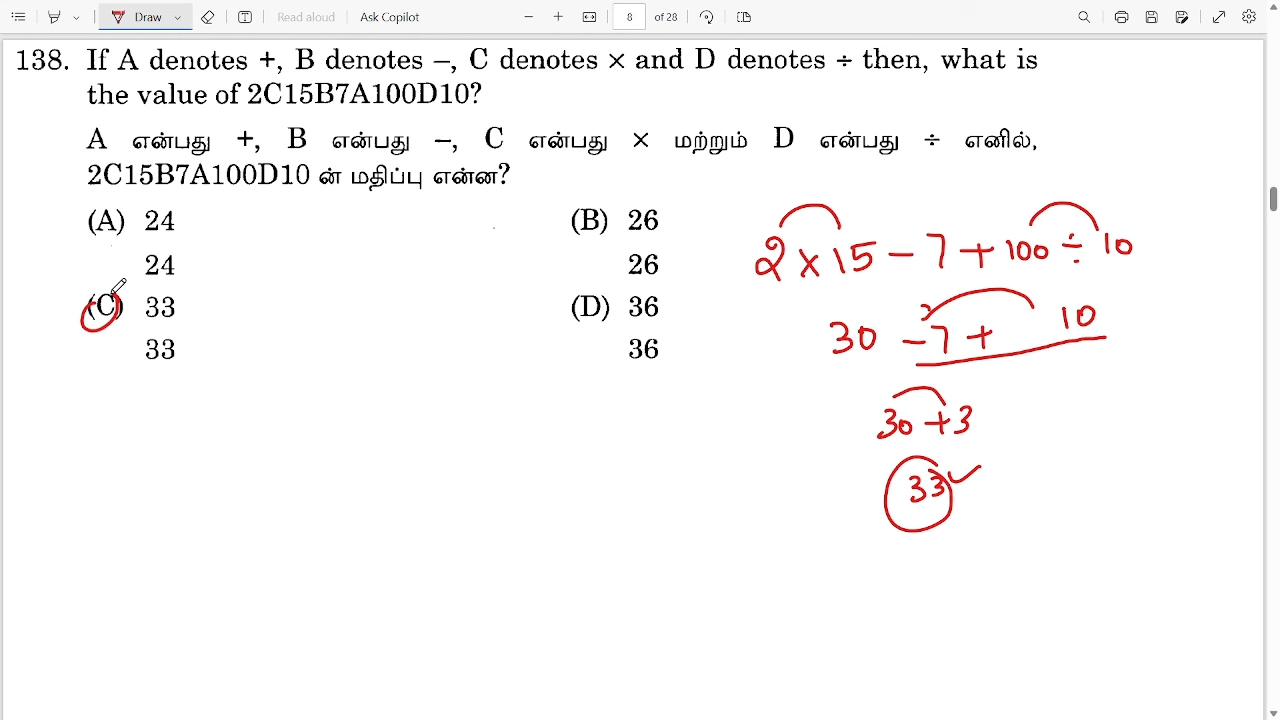 Draw Read aloud Ask Copilot 8 of 28
138. If A denotes +, B denotes –, C denotes × and D denotes ÷ then, what is
the value of 2C15B7A100D10?
A என்பது +, B என்பது –, C என்பது × மற்றும் D என்பது ÷ எனில்,
2C15B7A100D10 ன் மதிப்பு என்ன?
(A) 24 (B) 26
24 26
(C) 33 (D) 36
33 36
2 × 15 – 7 + 100 ÷ 10
30 – 7 + 10
3
30 + 3
33 ✓